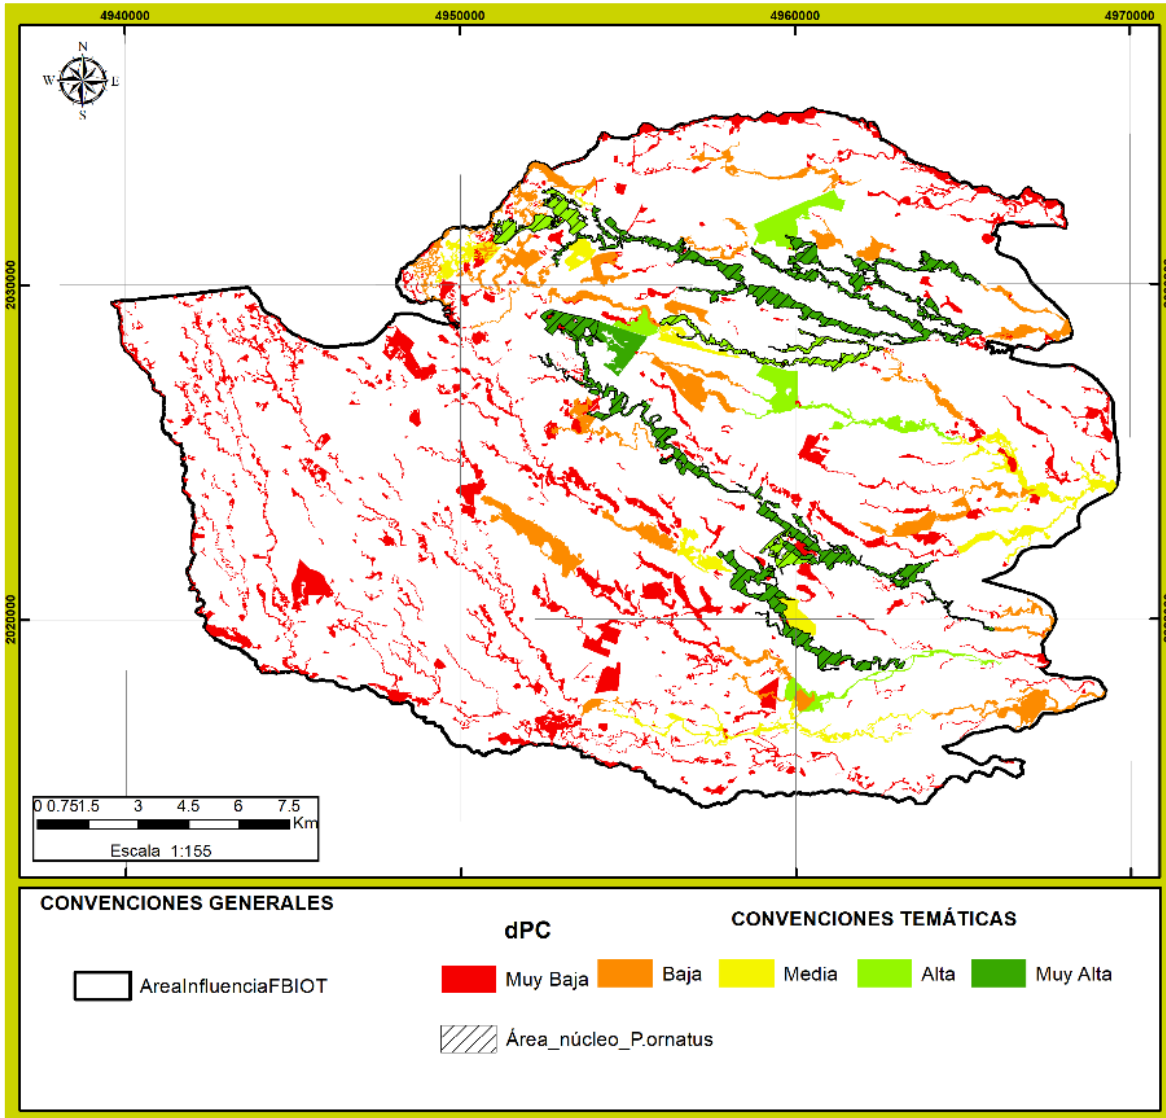 4940000 4950000 4960000 4970000
N
W E
S
2030000
2020000
0 0.751.5 3 4.5 6 7.5
Km
Escala 1:155
CONVENCIONES GENERALES
CONVENCIONES TEMÁTICAS
dPC
AreaInfluenciaFBIOT
Muy Baja Baja Media Alta Muy Alta
Área_núcleo_P.ornatus